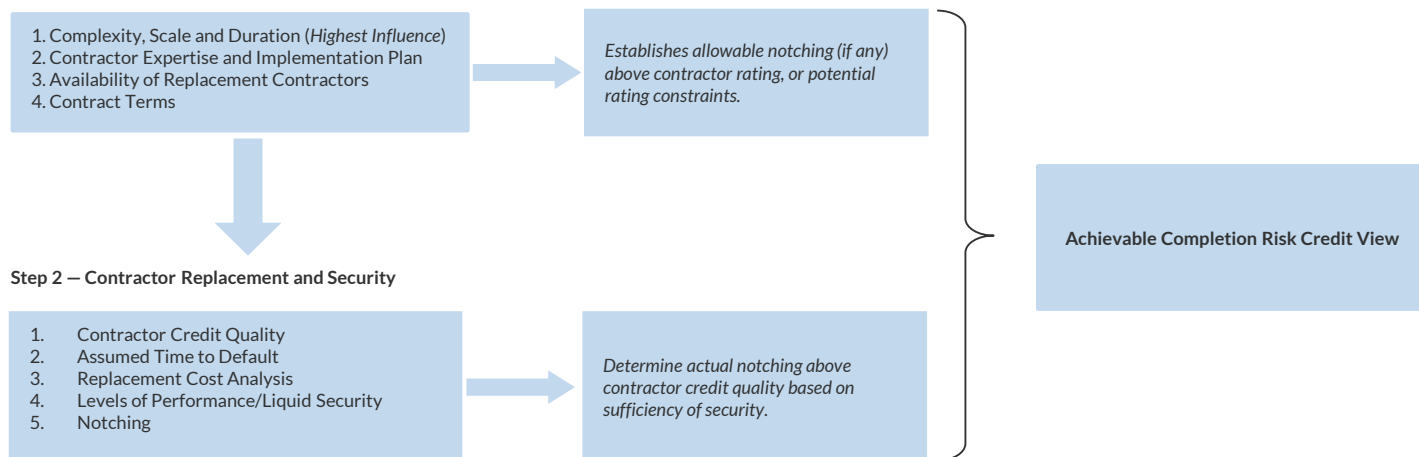 1. Complexity, Scale and Duration (Highest Influence)
2. Contractor Expertise and Implementation Plan
3. Availability of Replacement Contractors
4. Contract Terms
Establishes allowable notching (if any)
above contractor rating, or potential
rating constraints.
Achievable Completion Risk Credit View
Step 2 — Contractor Replacement and Security
1. Contractor Credit Quality
2. Assumed Time to Default
3. Replacement Cost Analysis
4. Levels of Performance/Liquid Security
5. Notching
Determine actual notching above
contractor credit quality based on
sufficiency of security.